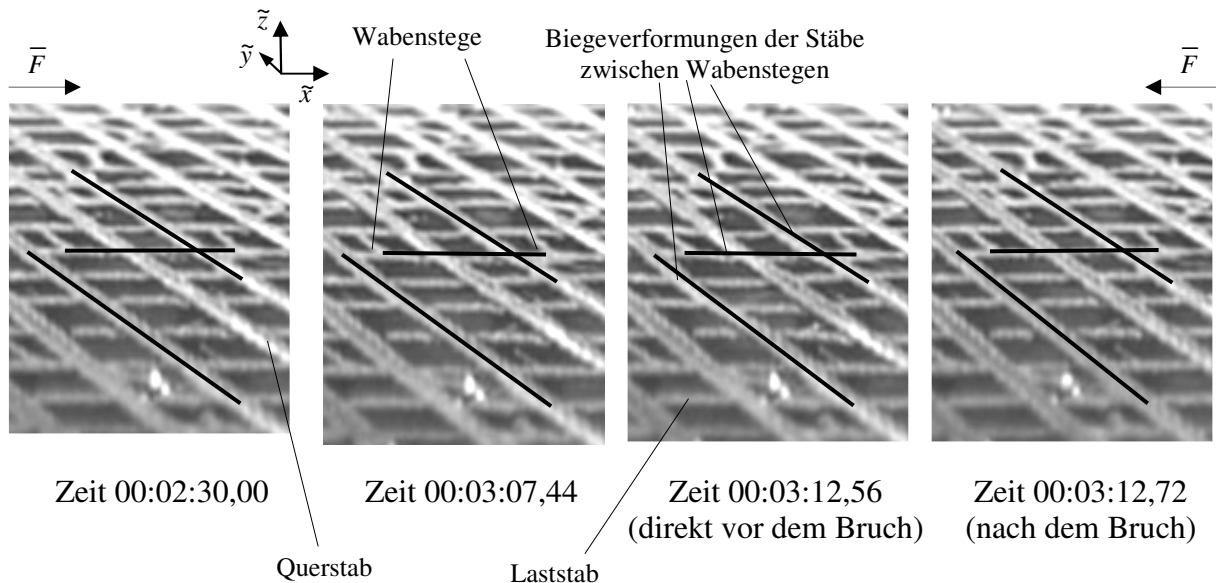 z̃
ỹ
x̃
F̅
Wabenstege
Biegeverformungen der Stäbe
zwischen Wabenstegen
F̅
Zeit 00:02:30,00
Zeit 00:03:07,44
Zeit 00:03:12,56
(direkt vor dem Bruch)
Zeit 00:03:12,72
(nach dem Bruch)
Querstab
Laststab